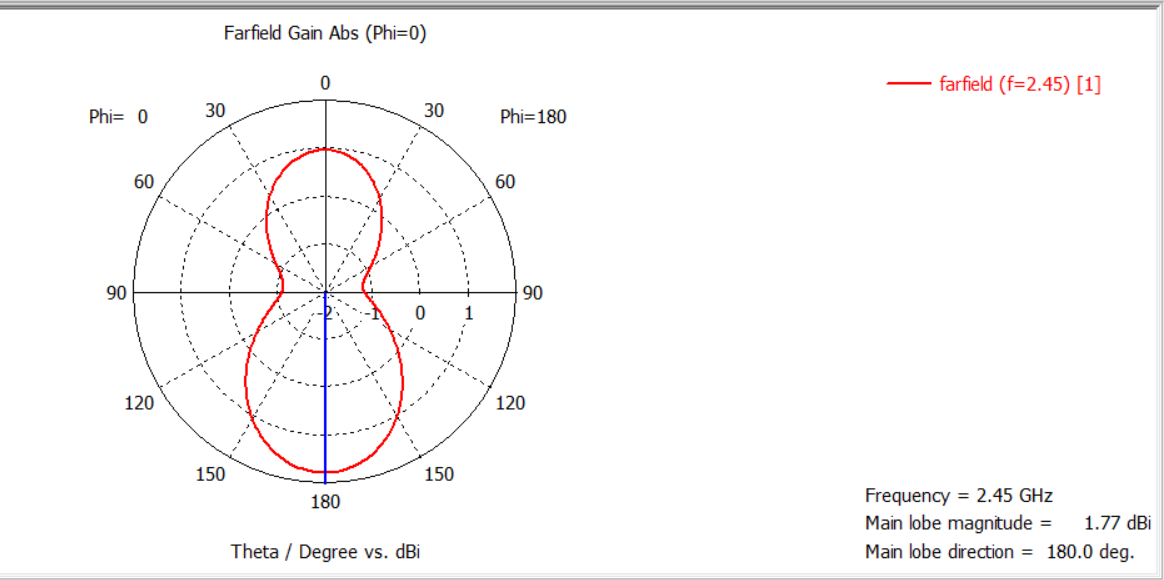 Farfield Gain Abs (Phi=0)
farfield (f=2.45) [1]
0
Phi= 0
30
30
Phi=180
60
60
90
90
-2
-1
0
1
120
120
150
150
180
Theta / Degree vs. dBi
Frequency = 2.45 GHz
Main lobe magnitude = 1.77 dBi
Main lobe direction = 180.0 deg.